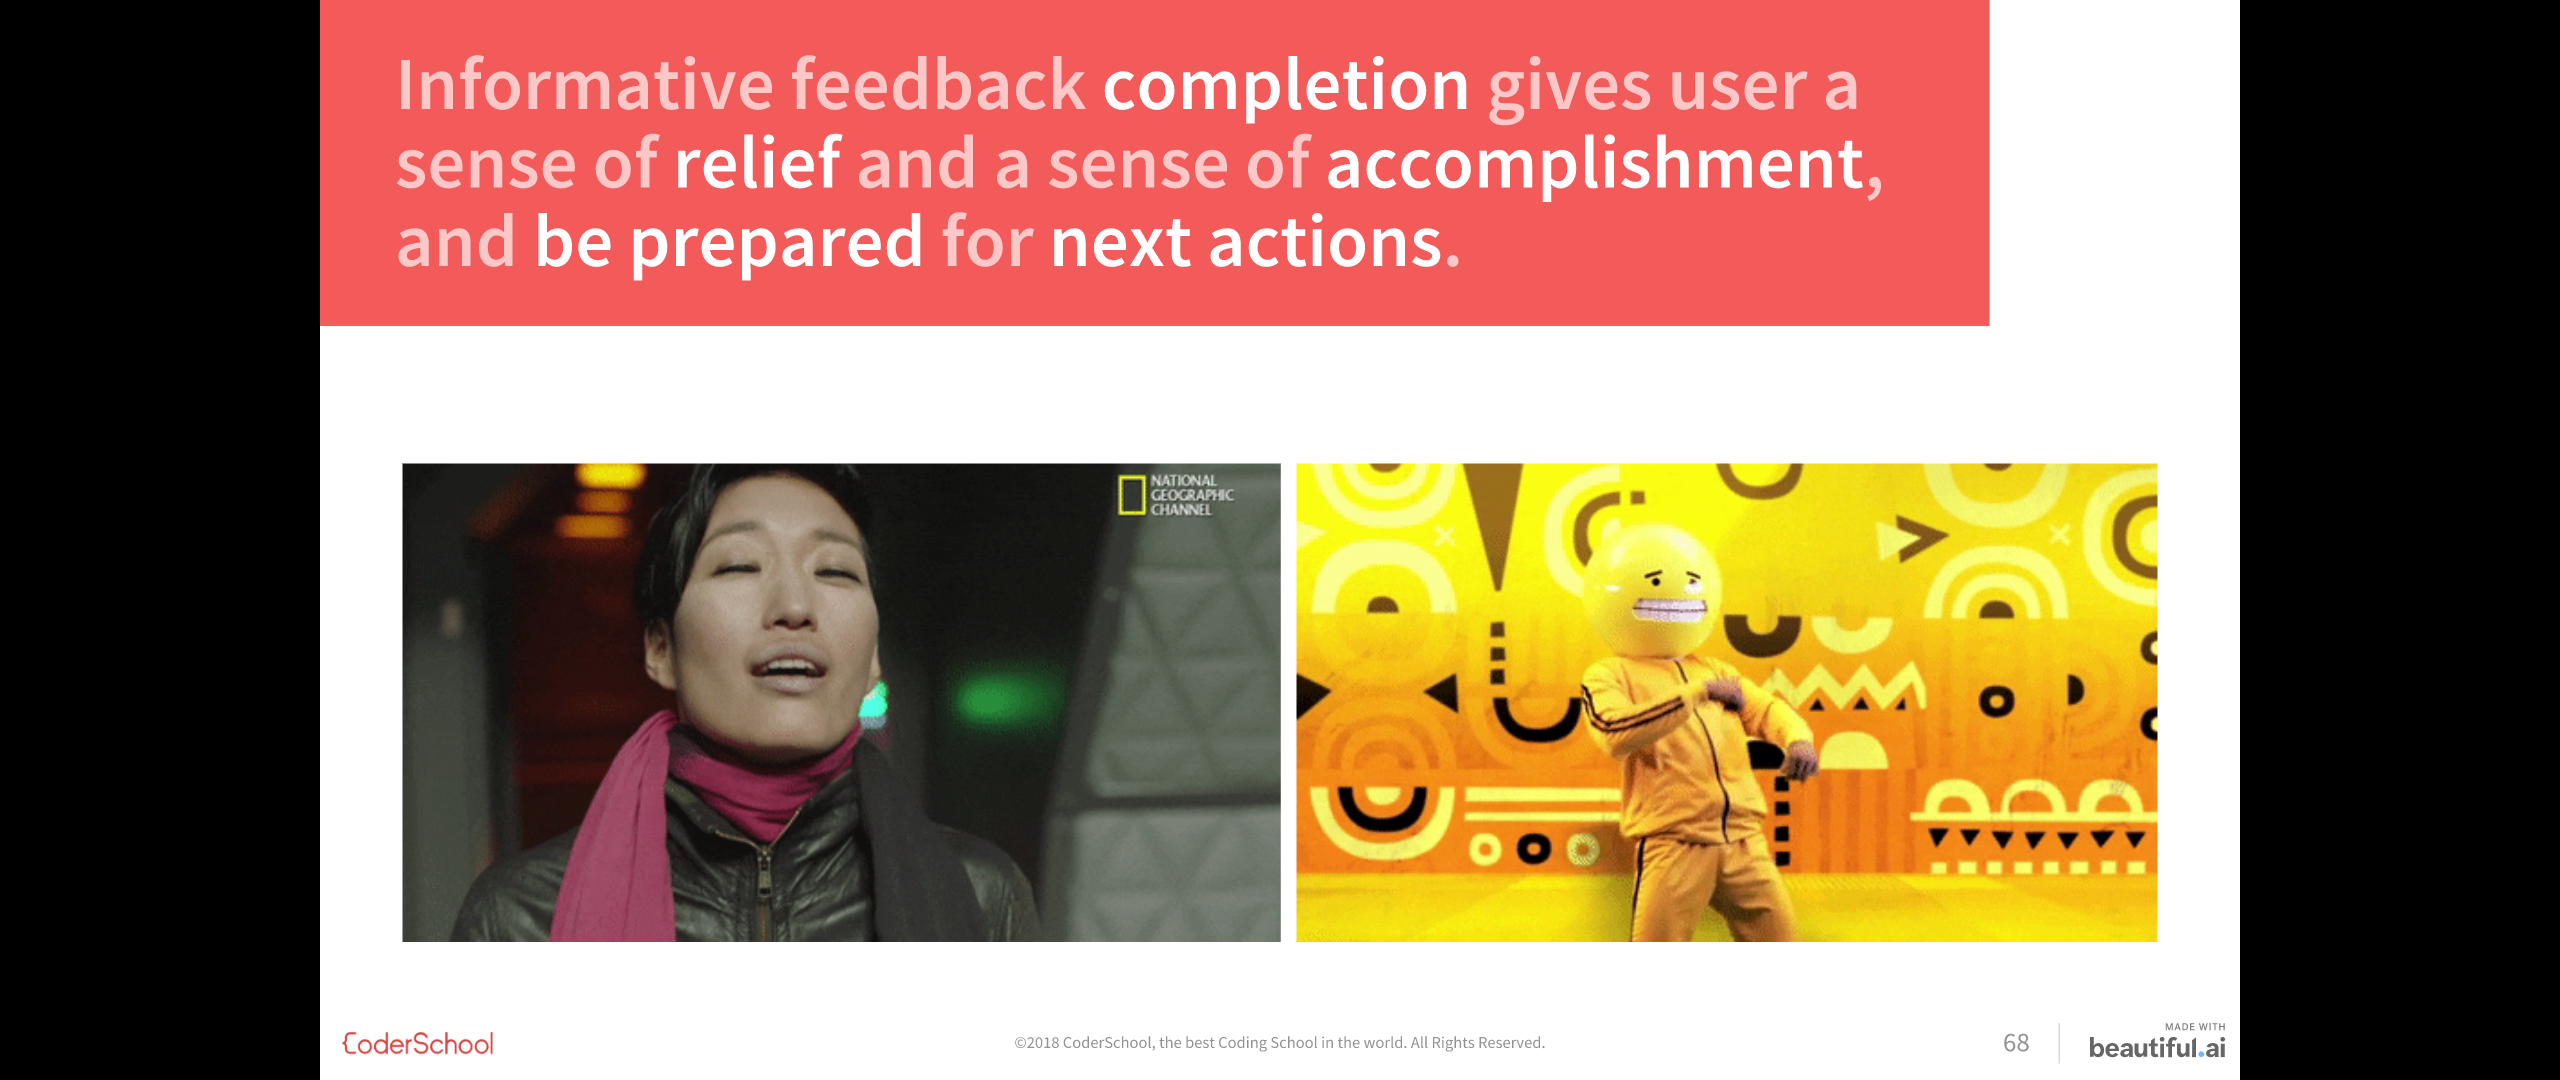 Informative feedback completion gives user a
sense of relief and a sense of accomplishment,
and be prepared for next actions.
NATIONAL
GEOGRAPHIC
CHANNEL
CoderSchool
©2018 CoderSchool, the best Coding School in the world. All Rights Reserved.
68
MADE WITH
beautiful.ai